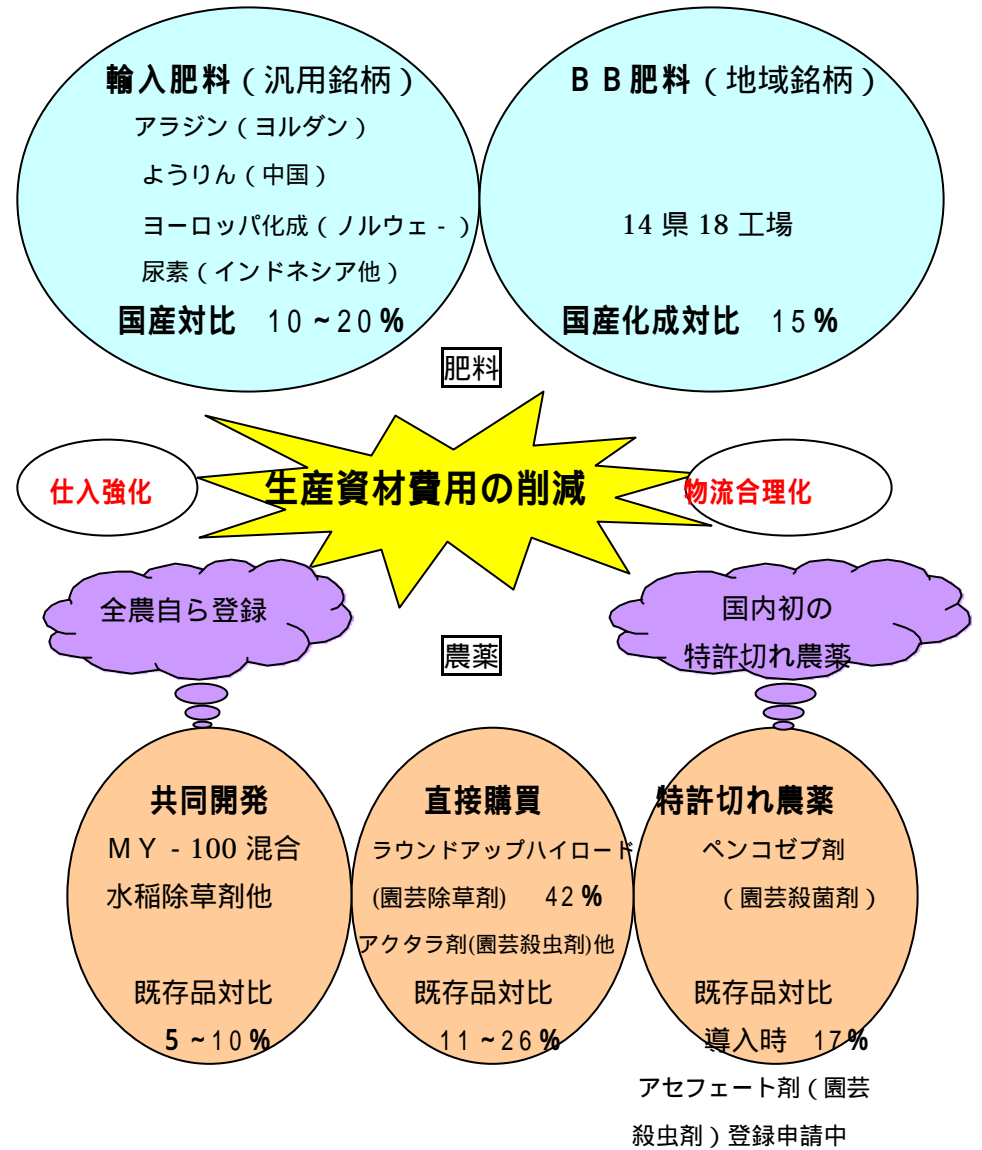 輸入肥料（汎用銘柄）
アラジン（ヨルダン）
ようりん（中国）
ヨーロッパ化成（ノルウェ‐）
尿素（インドネシア他）
国産対比　10~20%
ＢＢ肥料（地域銘柄）
14 県 18 工場
国産化成対比　15%
肥料
仕入強化
生産資材費用の削減
物流合理化
全農自ら登録
国内初の
特許切れ農薬
農薬
共同開発
ＭＹ‐100 混合
水稲除草剤他
既存品対比
5 ~10%
直接購買
ラウンドアップハイロード
(園芸除草剤)　42%
アクタラ剤(園芸殺虫剤)他
既存品対比
11~26%
特許切れ農薬
ペンコゼブ剤
（園芸殺菌剤）
既存品対比
導入時　17%
アセフェート剤（園芸
殺虫剤）登録申請中